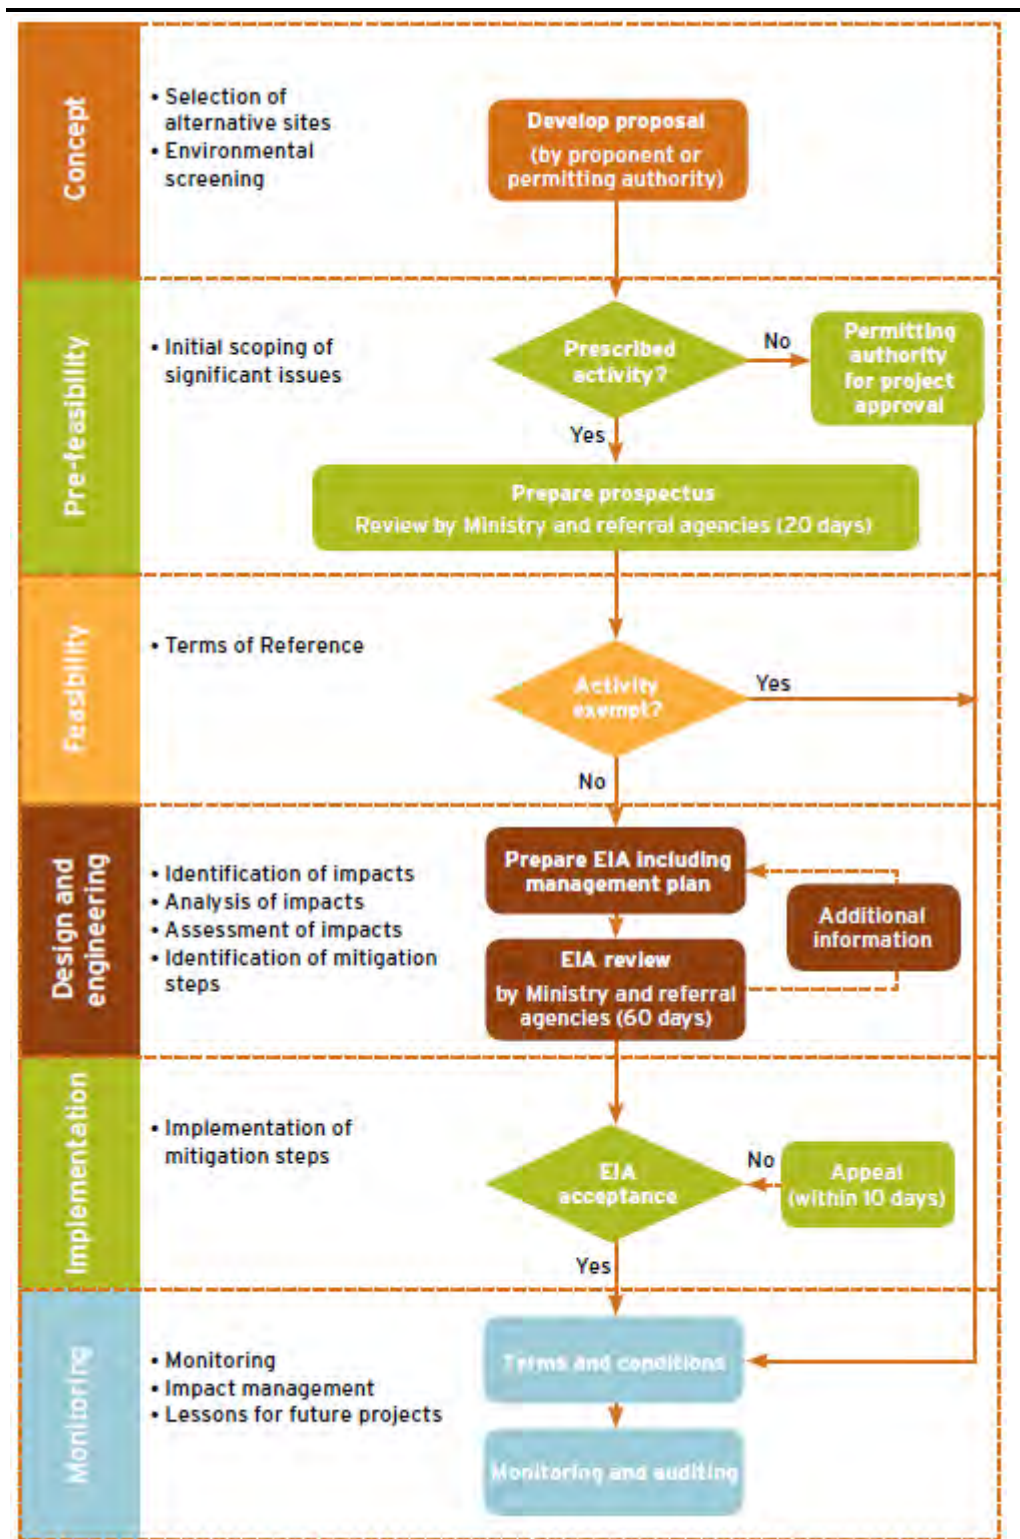 Concept
• Selection of
alternative sites
• Environmental
screening
Develop proposal
(by proponent or
permitting authority)
Pre-feasibility
• Initial scoping of
significant issues
Prescribed
activity?
No
Permitting
authority
for project
approval
Yes
Prepare prospectus
Review by Ministry and referral agencies (20 days)
Feasibility
• Terms of Reference
Activity
exempt?
Yes
No
Design and
engineering
• Identification of impacts
• Analysis of impacts
• Assessment of impacts
• Identification of mitigation
steps
Prepare EIA including
management plan
Additional
information
EIA review
by Ministry and referral
agencies (60 days)
Implementation
• Implementation of
mitigation steps
EIA
acceptance
No
Appeal
(within 10 days)
Yes
Monitoring
• Monitoring
• Impact management
• Lessons for future projects
Terms and conditions
Monitoring and auditing